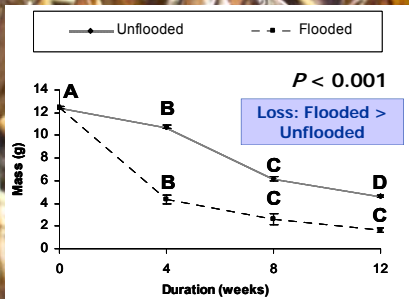 Unflooded Flooded
P < 0.001
Loss: Flooded >
Unflooded
Mass (g)
14
12
10
8
6
4
2
0
A
B
C
D
B
C
C
0 4 8 12
Duration (weeks)